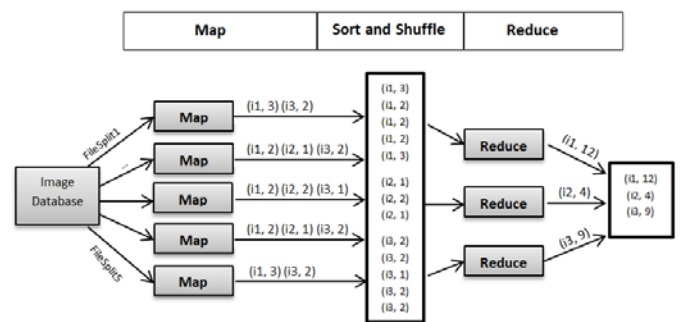 Map Sort and Shuffle Reduce
Image
Database
FileSplit1
...
FileSplit5
Map
(i1, 3) (i3, 2)
Map
(i1, 2) (i2, 1) (i3, 2)
Map
(i1, 2) (i2, 2) (i3, 1)
Map
(i1, 2) (i2, 1) (i3, 2)
Map
(i1, 3) (i3, 2)
(i1, 3)
(i1, 2)
(i1, 2)
(i1, 2)
(i1, 3)
(i2, 1)
(i2, 2)
(i2, 1)
(i3, 2)
(i3, 2)
(i3, 1)
(i3, 2)
(i3, 2)
Reduce
(i1, 12)
Reduce
(i2, 4)
Reduce
(i3, 9)
(i1, 12)
(i2, 4)
(i3, 9)